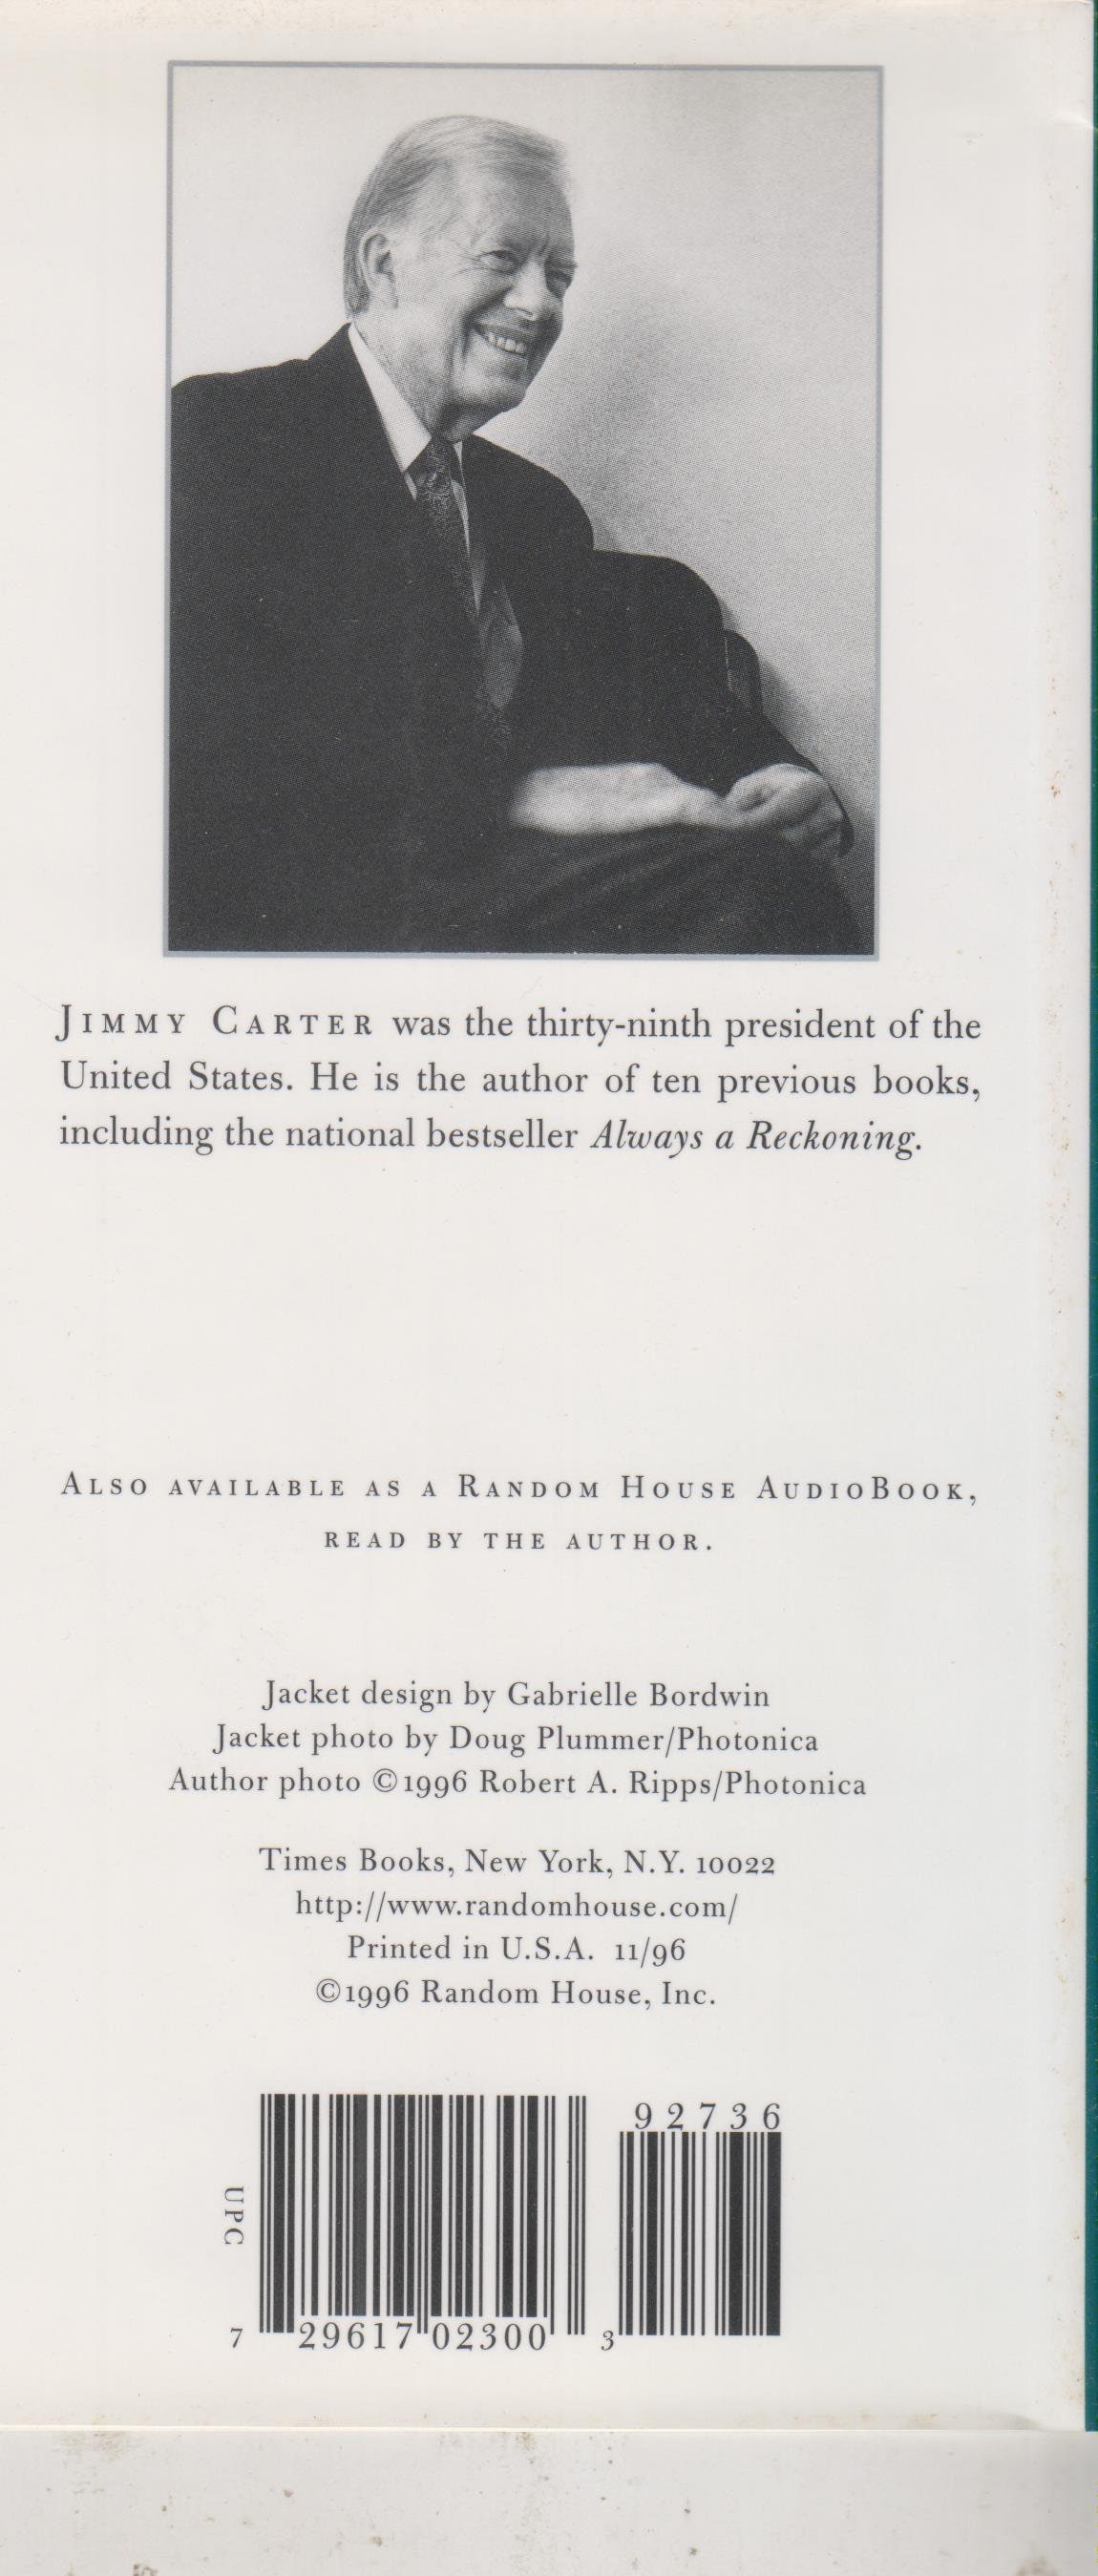 JIMMY CARTER was the thirty-ninth president of the
United States. He is the author of ten previous books,
including the national bestseller Always a Reckoning.
ALSO AVAILABLE AS A RANDOM HOUSE AUDIOBOOK,
READ BY THE AUTHOR.
Jacket design by Gabrielle Bordwin
Jacket photo by Doug Plummer/Photonica
Author photo ©1996 Robert A. Ripps/Photonica
Times Books, New York, N.Y. 10022
http://www.randomhouse.com/
Printed in U.S.A. 11/96
©1996 Random House, Inc.
92736
UPC
7 29617 02300 3